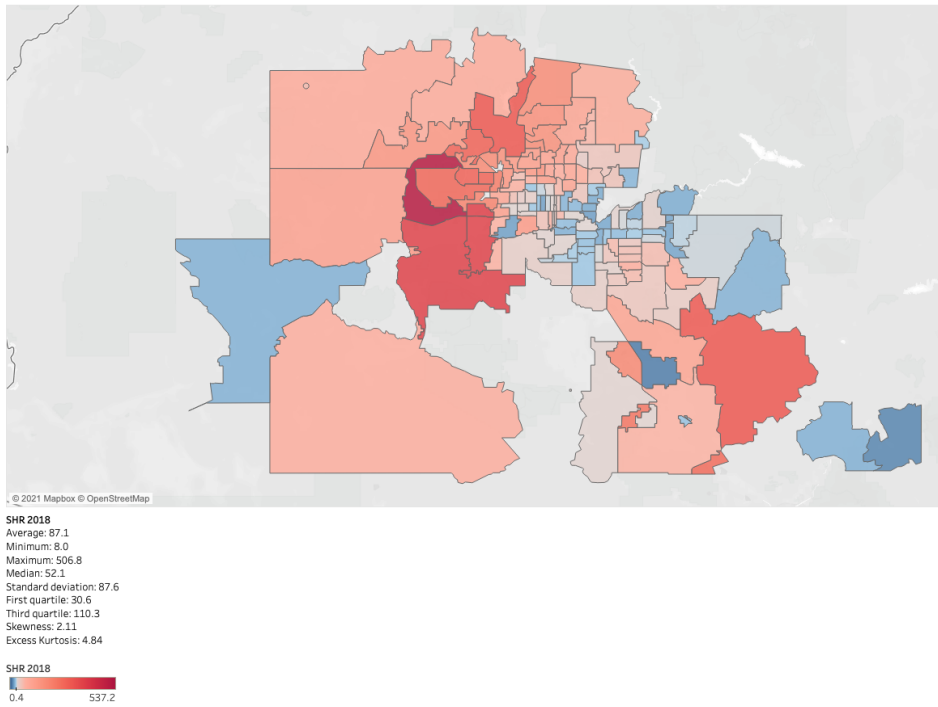 © 2021 Mapbox © OpenStreetMap
SHR 2018
Average: 87.1
Minimum: 8.0
Maximum: 506.8
Median: 52.1
Standard deviation: 87.6
First quartile: 30.6
Third quartile: 110.3
Skewness: 2.11
Excess Kurtosis: 4.84
SHR 2018
0.4 537.2